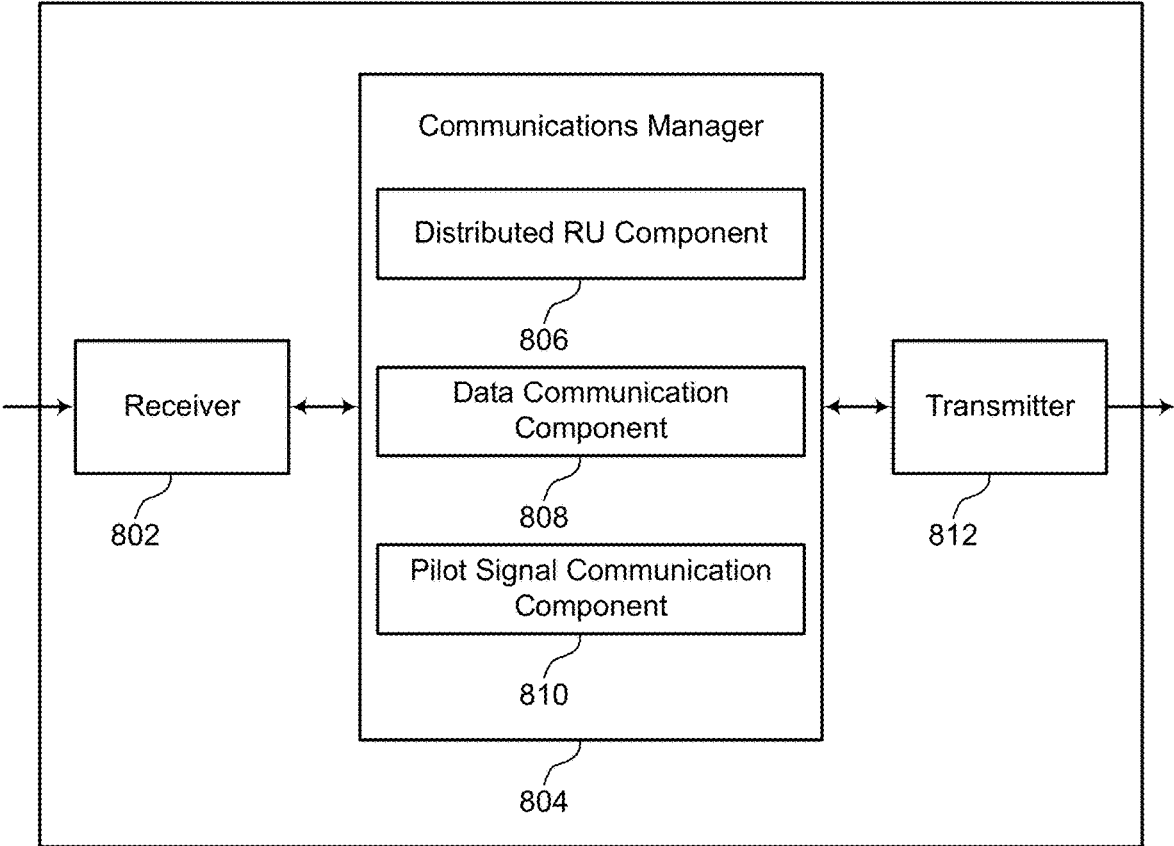 Communications Manager
Distributed RU Component
806
Receiver
802
Data Communication
Component
808
Transmitter
812
Pilot Signal Communication
Component
810
804